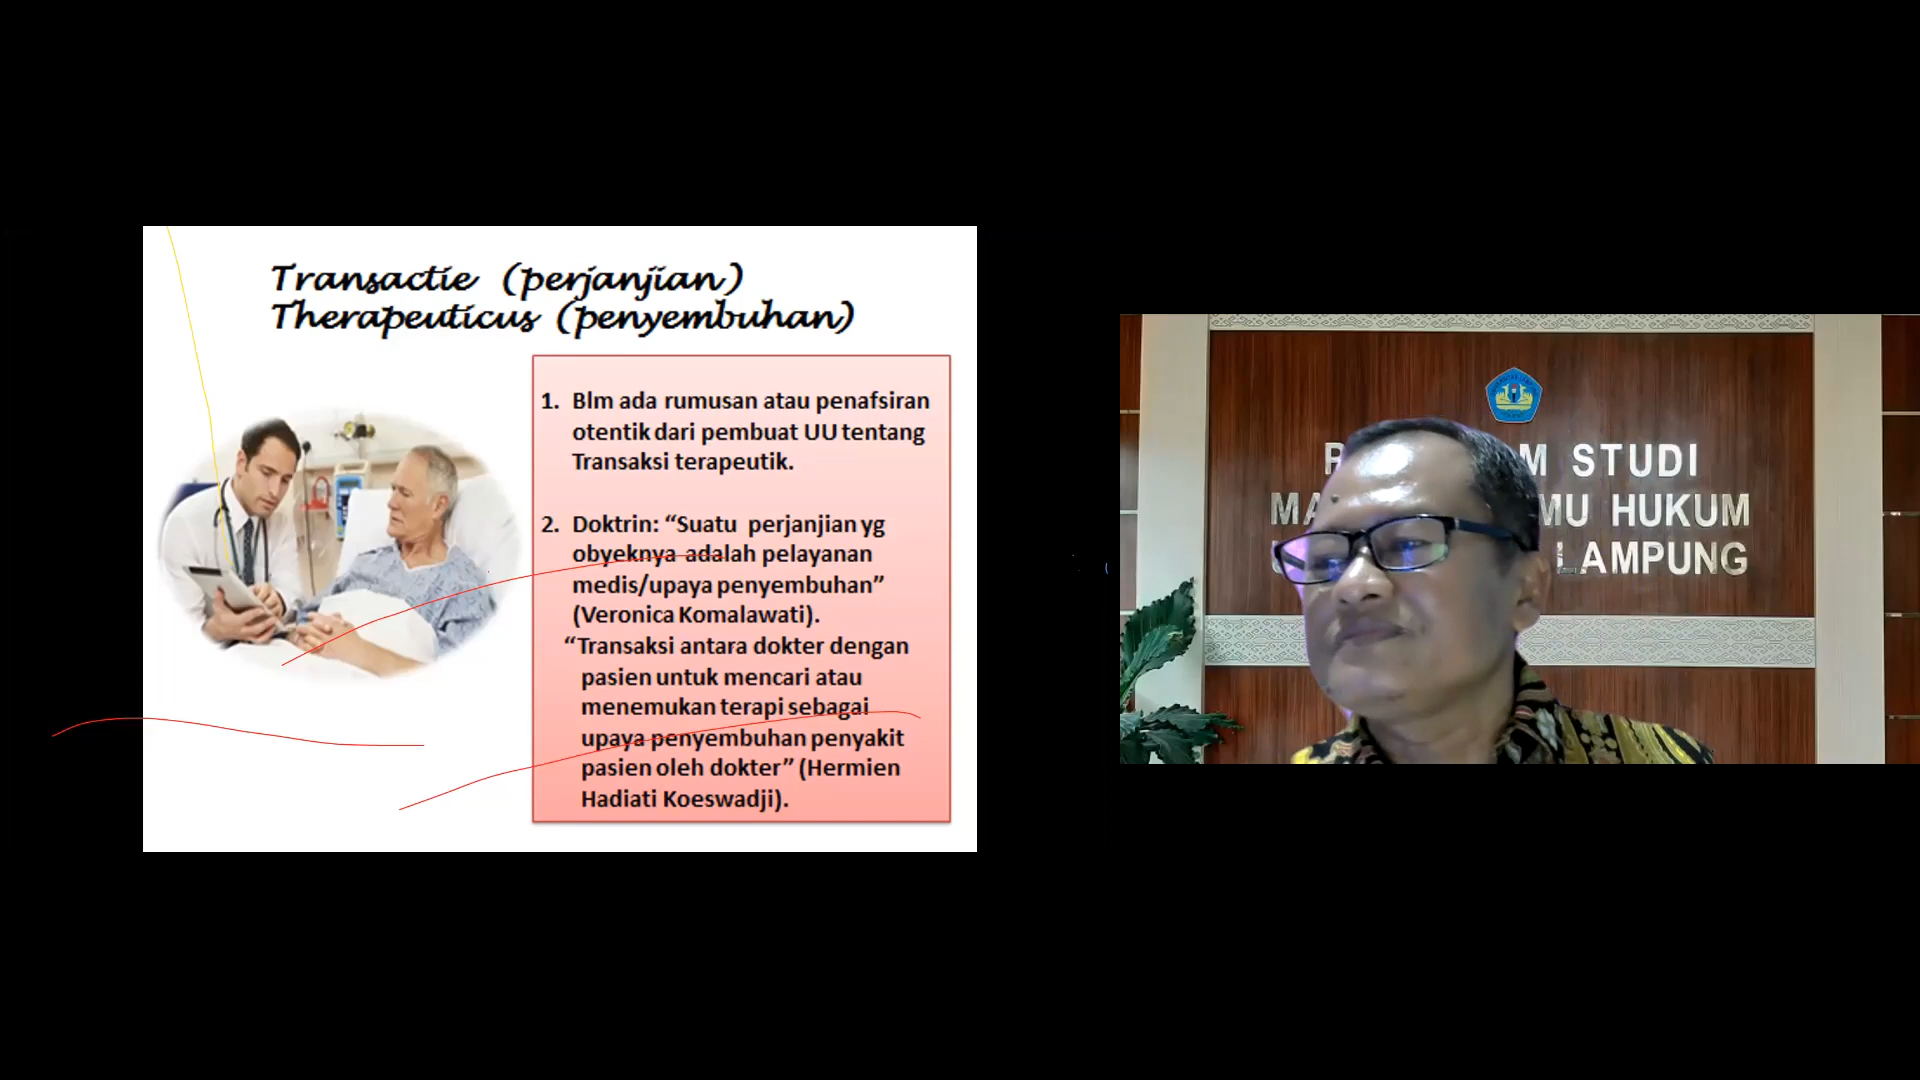 Transactie (perjanjian)
Therapeuticus (penyembuhan)
1. Blm ada rumusan atau penafsiran
otentik dari pembuat UU tentang
Transaksi terapeutik.
2. Doktrin: “Suatu perjanjian yg
obyeknya adalah pelayanan
medis/upaya penyembuhan”
(Veronica Komalawati).
“Transaksi antara dokter dengan
pasien untuk mencari atau
menemukan terapi sebagai
upaya penyembuhan penyakit
pasien oleh dokter” (Hermien
Hadiati Koeswadji).
STUDI
HUKUM
LAMPUNG